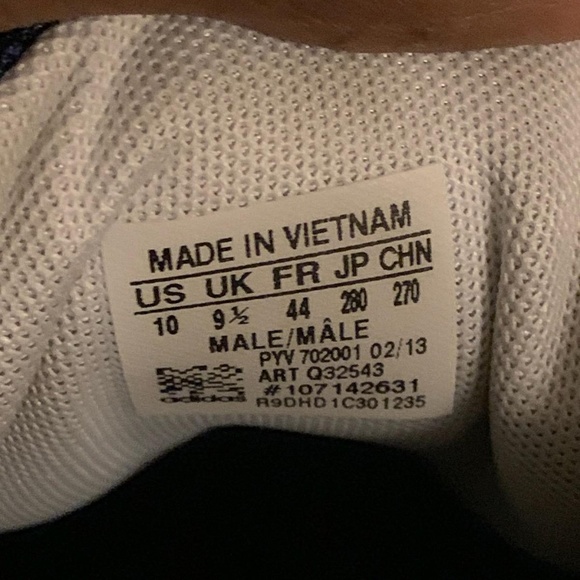 MADE IN VIETNAM
US UK FR JP CHN
10 9½ 44 280 270
MALE/MÂLE
PYV 702001 02/13
ART Q32543
#107142631
adidas R9DHD1C301235